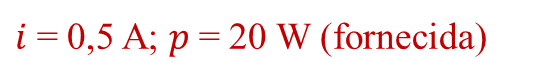 i = 0,5 A; p = 20 W (fornecida)